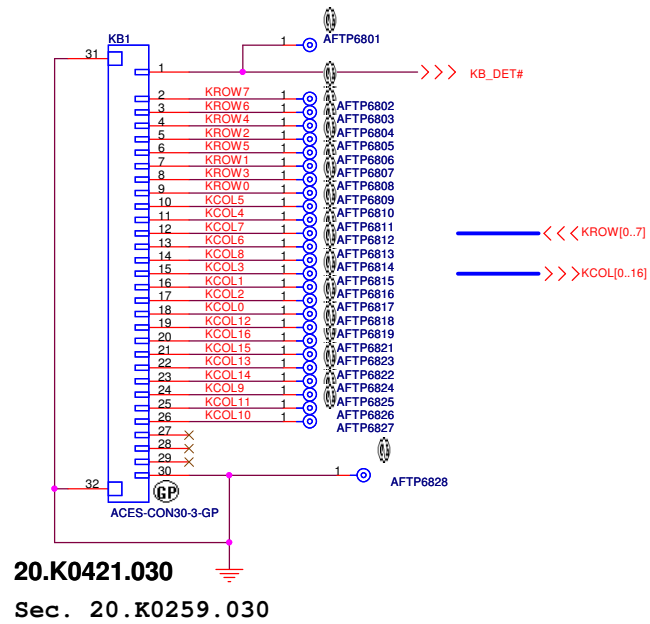 KB1
1 AFTP6801
31
1 KB_DET#
2 KROW7 1 AFTP6802
3 KROW6 1 AFTP6803
4 KROW4 1 AFTP6804
5 KROW2 1 AFTP6805
6 KROW5 1 AFTP6806
7 KROW1 1 AFTP6807
8 KROW3 1 AFTP6808
9 KROW0 1 AFTP6809
10 KCOL5 1 AFTP6810
11 KCOL4 1 AFTP6811
12 KCOL7 1 AFTP6812
13 KCOL6 1 AFTP6813
14 KCOL8 1 AFTP6814
15 KCOL3 1 AFTP6815
16 KCOL1 1 AFTP6816
17 KCOL2 1 AFTP6817
18 KCOL0 1 AFTP6818
19 KCOL12 1 AFTP6819
20 KCOL16 1 AFTP6821
21 KCOL15 1 AFTP6823
22 KCOL13 1 AFTP6822
23 KCOL14 1 AFTP6824
24 KCOL9 1 AFTP6825
25 KCOL11 1 AFTP6826
26 KCOL10 1 AFTP6827
27
28
29
30 1 AFTP6828
32
GP
ACES-CON30-3-GP
KROW[0..7]
KCOL[0..16]
20.K0421.030
Sec. 20.K0259.030